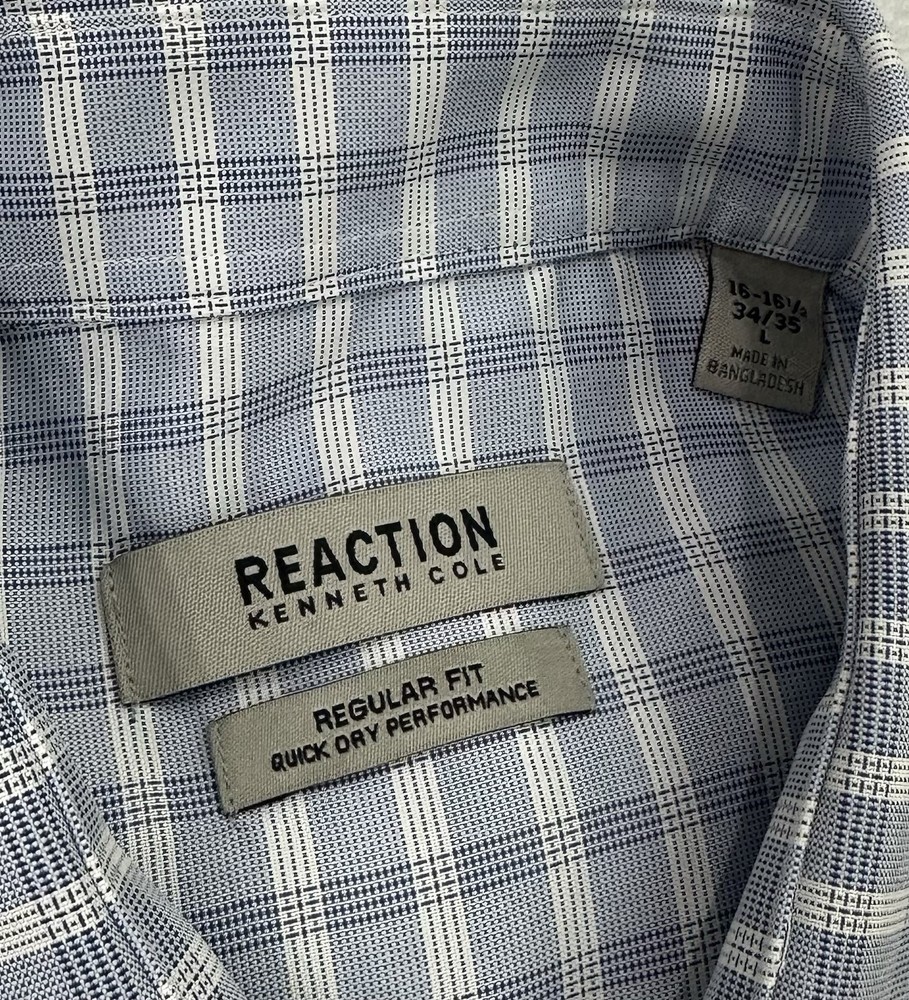 16-16½
34/35
L
MADE IN
BANGLADESH
REACTION
KENNETH COLE
REGULAR FIT
QUICK DRY PERFORMANCE